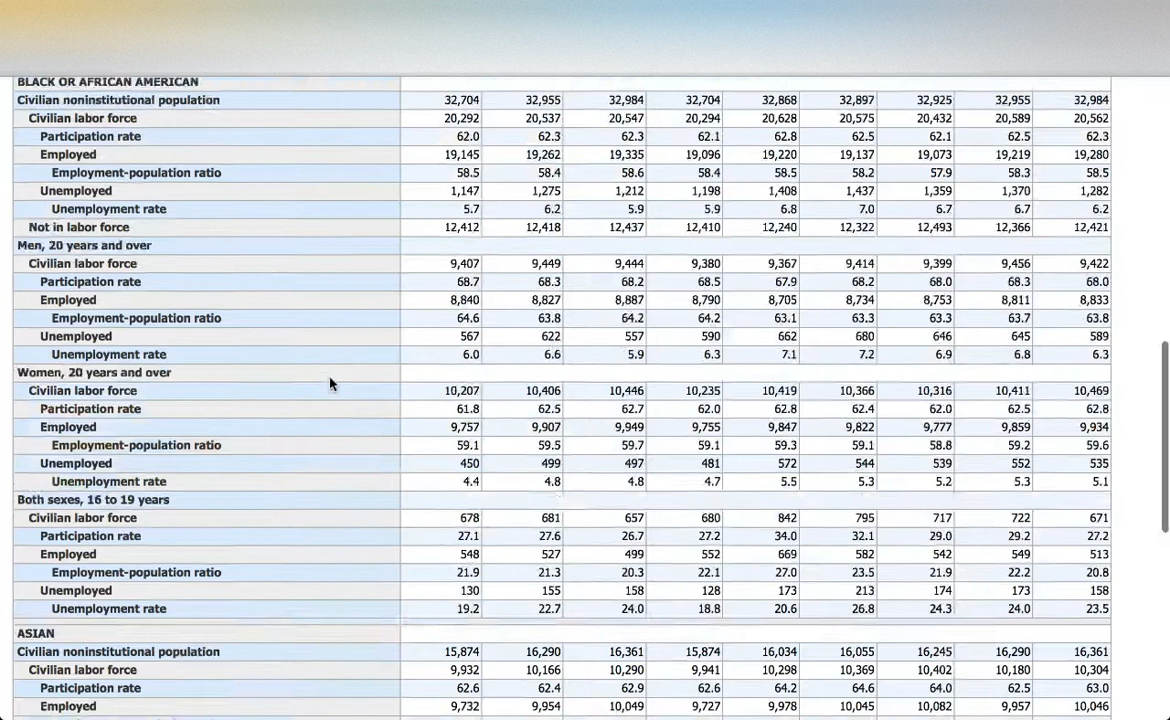 BLACK OR AFRICAN AMERICAN
Civilian noninstitutional population 32,704 32,955 32,984 32,704 32,868 32,897 32,925 32,955 32,984
Civilian labor force 20,292 20,537 20,547 20,294 20,628 20,575 20,432 20,589 20,562
Participation rate 62.0 62.3 62.3 62.1 62.8 62.5 62.1 62.5 62.3
Employed 19,145 19,262 19,335 19,096 19,220 19,137 19,073 19,219 19,280
Employment-population ratio 58.5 58.4 58.6 58.4 58.5 58.2 57.9 58.3 58.5
Unemployed 1,147 1,275 1,212 1,198 1,408 1,437 1,359 1,370 1,282
Unemployment rate 5.7 6.2 5.9 5.9 6.8 7.0 6.7 6.7 6.2
Not in labor force 12,412 12,418 12,437 12,410 12,240 12,322 12,493 12,366 12,421
Men, 20 years and over
Civilian labor force 9,407 9,449 9,444 9,380 9,367 9,414 9,399 9,456 9,422
Participation rate 68.7 68.3 68.2 68.5 67.9 68.2 68.0 68.3 68.0
Employed 8,840 8,827 8,887 8,790 8,705 8,734 8,753 8,811 8,833
Employment-population ratio 64.6 63.8 64.2 64.2 63.1 63.3 63.3 63.7 63.8
Unemployed 567 622 557 590 662 680 646 645 589
Unemployment rate 6.0 6.6 5.9 6.3 7.1 7.2 6.9 6.8 6.3
Women, 20 years and over
Civilian labor force 10,207 10,406 10,446 10,235 10,419 10,366 10,316 10,411 10,469
Participation rate 61.8 62.5 62.7 62.0 62.8 62.4 62.0 62.5 62.8
Employed 9,757 9,907 9,949 9,755 9,847 9,822 9,777 9,859 9,934
Employment-population ratio 59.1 59.5 59.7 59.1 59.3 59.1 58.8 59.2 59.6
Unemployed 450 499 497 481 572 544 539 552 535
Unemployment rate 4.4 4.8 4.8 4.7 5.5 5.3 5.2 5.3 5.1
Both sexes, 16 to 19 years
Civilian labor force 678 681 657 680 842 795 717 722 671
Participation rate 27.1 27.6 26.7 27.2 34.0 32.1 29.0 29.2 27.2
Employed 548 527 499 552 669 582 542 549 513
Employment-population ratio 21.9 21.3 20.3 22.1 27.0 23.5 21.9 22.2 20.8
Unemployed 130 155 158 128 173 213 174 173 158
Unemployment rate 19.2 22.7 24.0 18.8 20.6 26.8 24.3 24.0 23.5
ASIAN
Civilian noninstitutional population 15,874 16,290 16,361 15,874 16,034 16,055 16,245 16,290 16,361
Civilian labor force 9,932 10,166 10,290 9,941 10,298 10,369 10,402 10,180 10,304
Participation rate 62.6 62.4 62.9 62.6 64.2 64.6 64.0 62.5 63.0
Employed 9,732 9,954 10,049 9,727 9,978 10,045 10,082 9,957 10,046